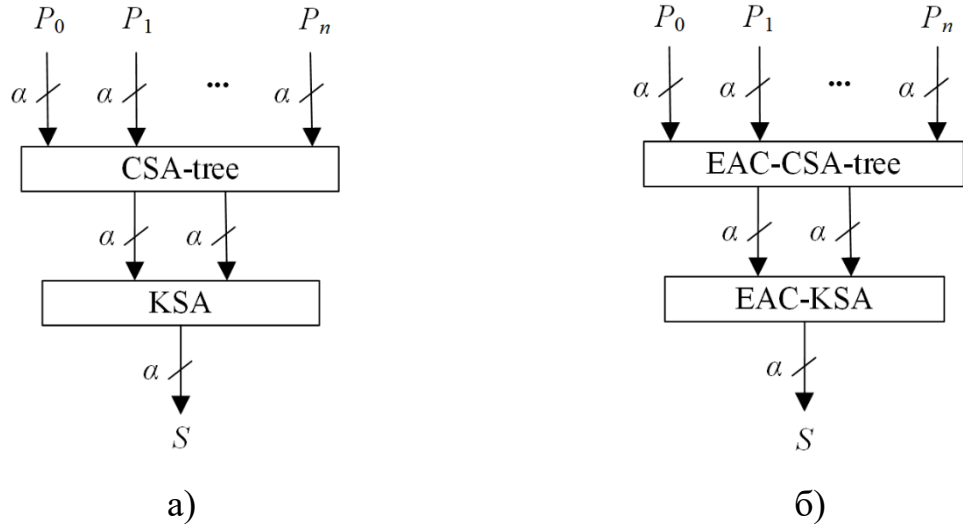 P0 P1 ... Pn
α α α
CSA-tree
α α
KSA
α
S
а)
P0 P1 ... Pn
α α α
EAC-CSA-tree
α α
EAC-KSA
α
S
б)